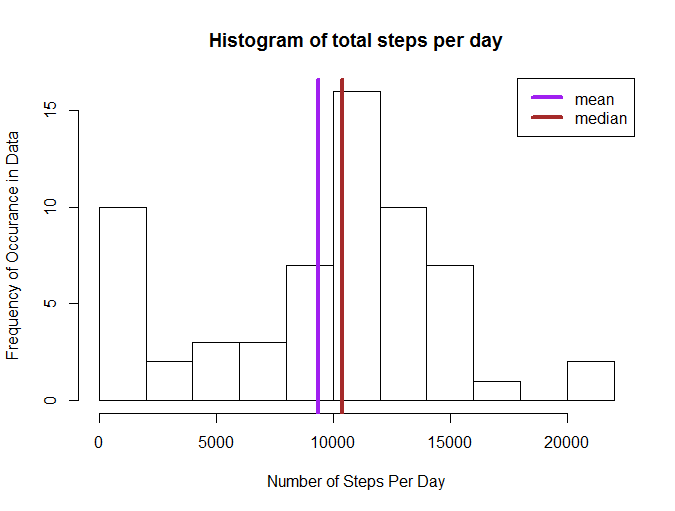 Histogram of total steps per day
mean
median
Frequency of Occurance in Data
15
10
5
0
0 5000 10000 15000 20000
Number of Steps Per Day